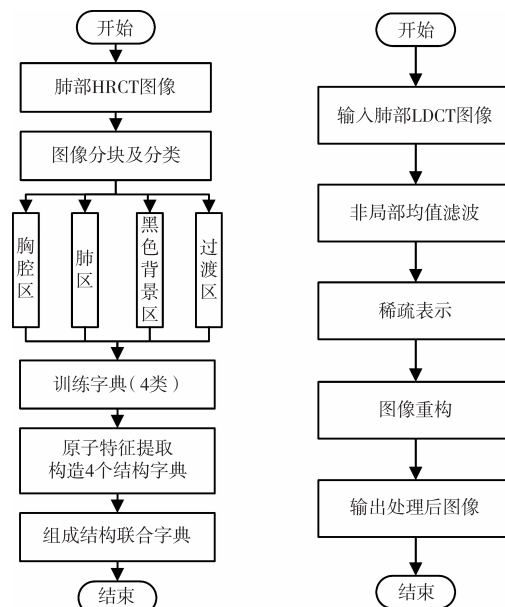 开始
肺部HRCT图像
图像分块及分类
胸腔区
肺区
黑色背景区
过渡区
训练字典(4类)
原子特征提取
构造4个结构字典
组成结构联合字典
结束
开始
输入肺部LDCT图像
非局部均值滤波
稀疏表示
图像重构
输出处理后图像
结束